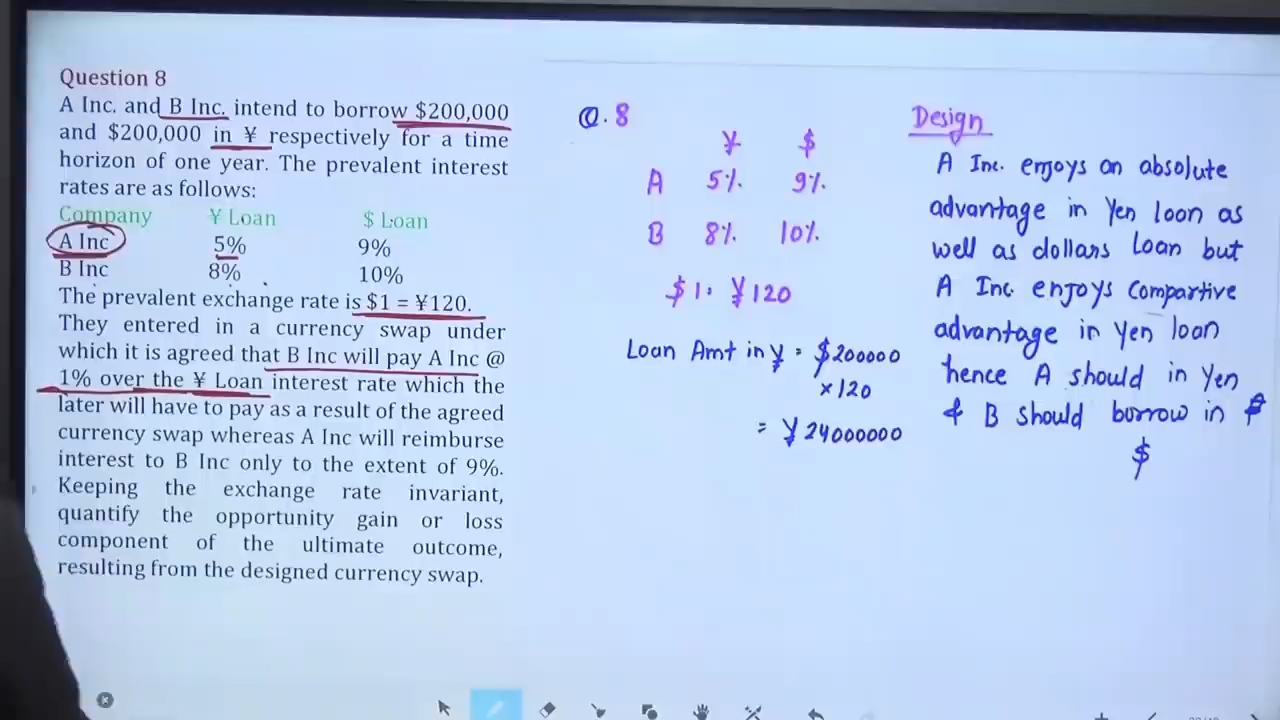 Question 8
A Inc. and B Inc. intend to borrow $200,000
and $200,000 in ¥ respectively for a time
horizon of one year. The prevalent interest
rates are as follows:
Company ¥ Loan $ Loan
A Inc 5% 9%
B Inc 8% 10%
The prevalent exchange rate is $1 = ¥120.
They entered in a currency swap under
which it is agreed that B Inc will pay A Inc @
1% over the ¥ Loan interest rate which the
later will have to pay as a result of the agreed
currency swap whereas A Inc will reimburse
interest to B Inc only to the extent of 9%.
Keeping the exchange rate invariant,
quantify the opportunity gain or loss
component of the ultimate outcome,
resulting from the designed currency swap.
Q. 8
¥ $
A 5% 9%
B 8% 10%
$1 = ¥120
Loan Amt in ¥ = $200000
×120
= ¥24000000
Design
A Inc. enjoys an absolute
advantage in Yen loan as
well as dollars Loan but
A Inc. enjoys compartive
advantage in Yen loan
hence A should in Yen
& B should borrow in
$